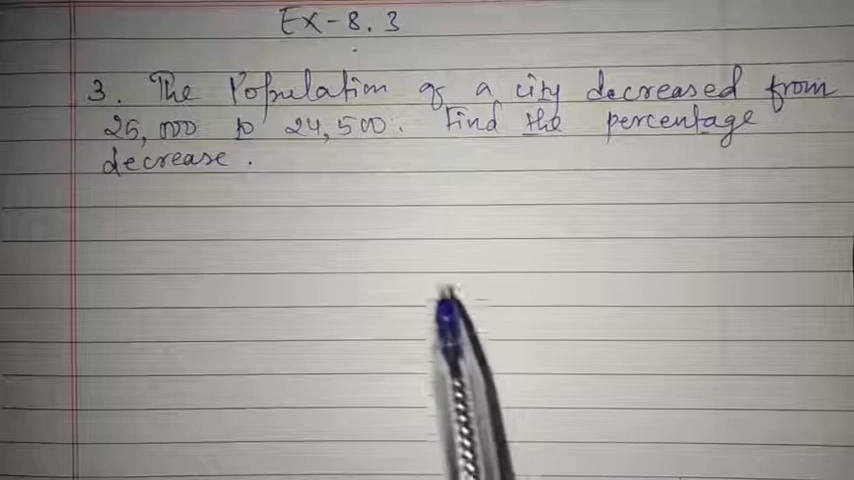 Ex-8.3
3. The Population of a city decreased from
25,000 to 24,500. Find the percentage
decrease.